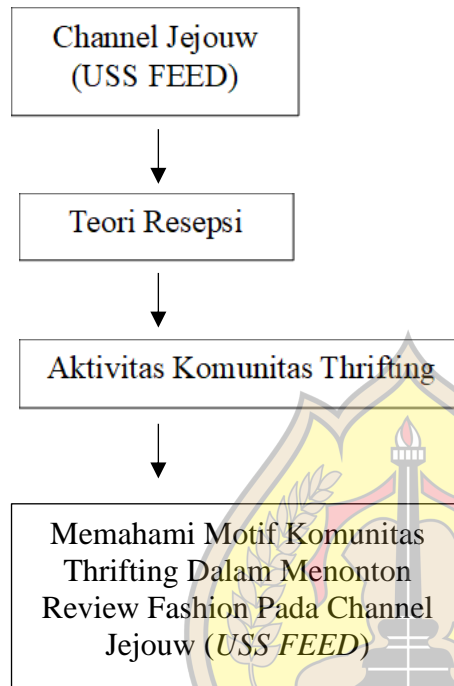 Channel Jejouw
(USS FEED)
Teori Resepsi
Aktivitas Komunitas Thrifting
Memahami Motif Komunitas
Thrifting Dalam Menonton
Review Fashion Pada Channel
Jejouw (USS FEED)